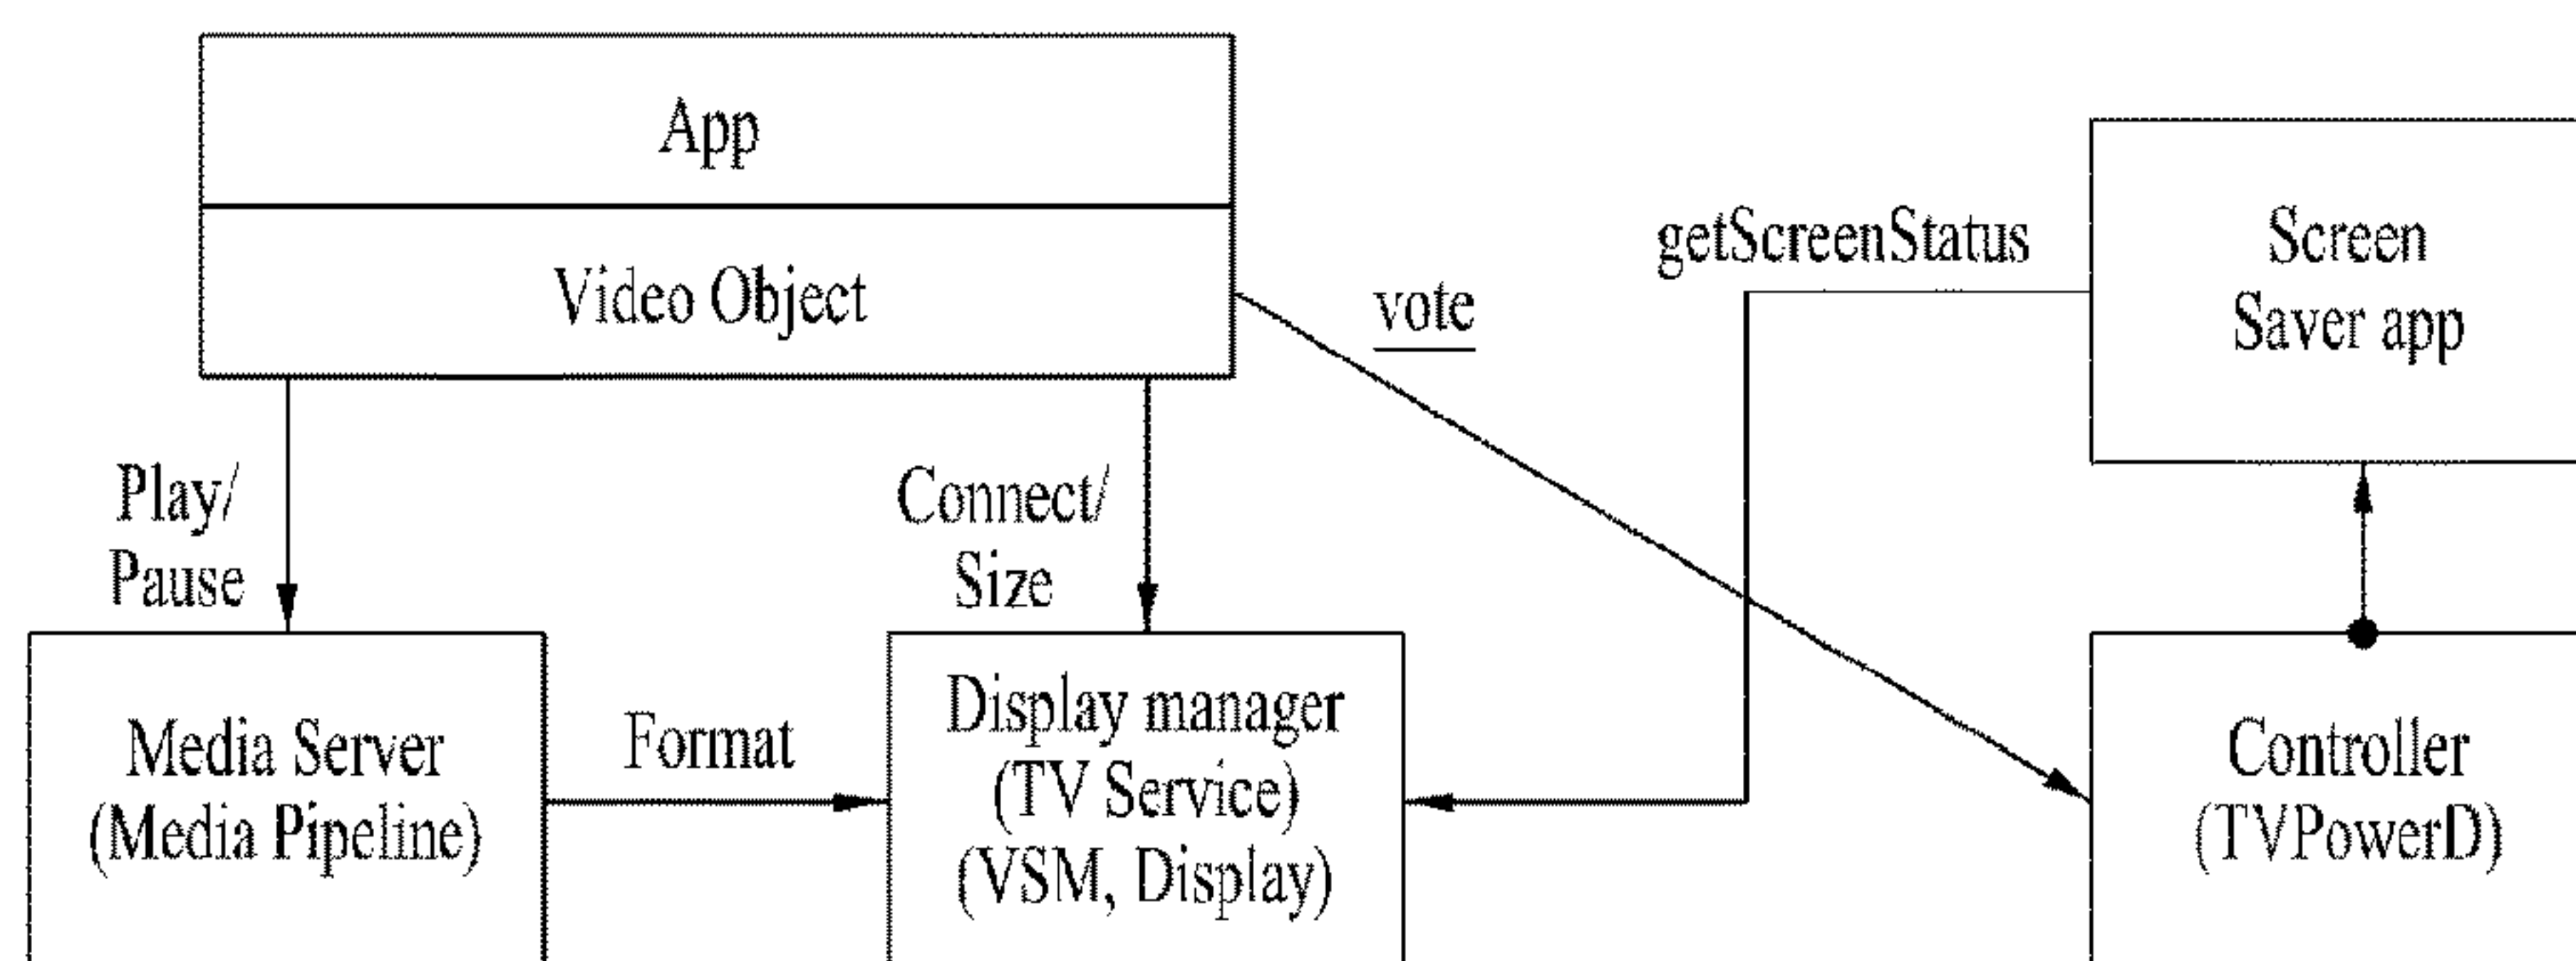 App
Video Object
vote
getScreenStatus
Screen
Saver app
Play/
Pause
Connect/
Size
Media Server
(Media Pipeline)
Format
Display manager
(TV Service)
(VSM, Display)
Controller
(TVPowerD)